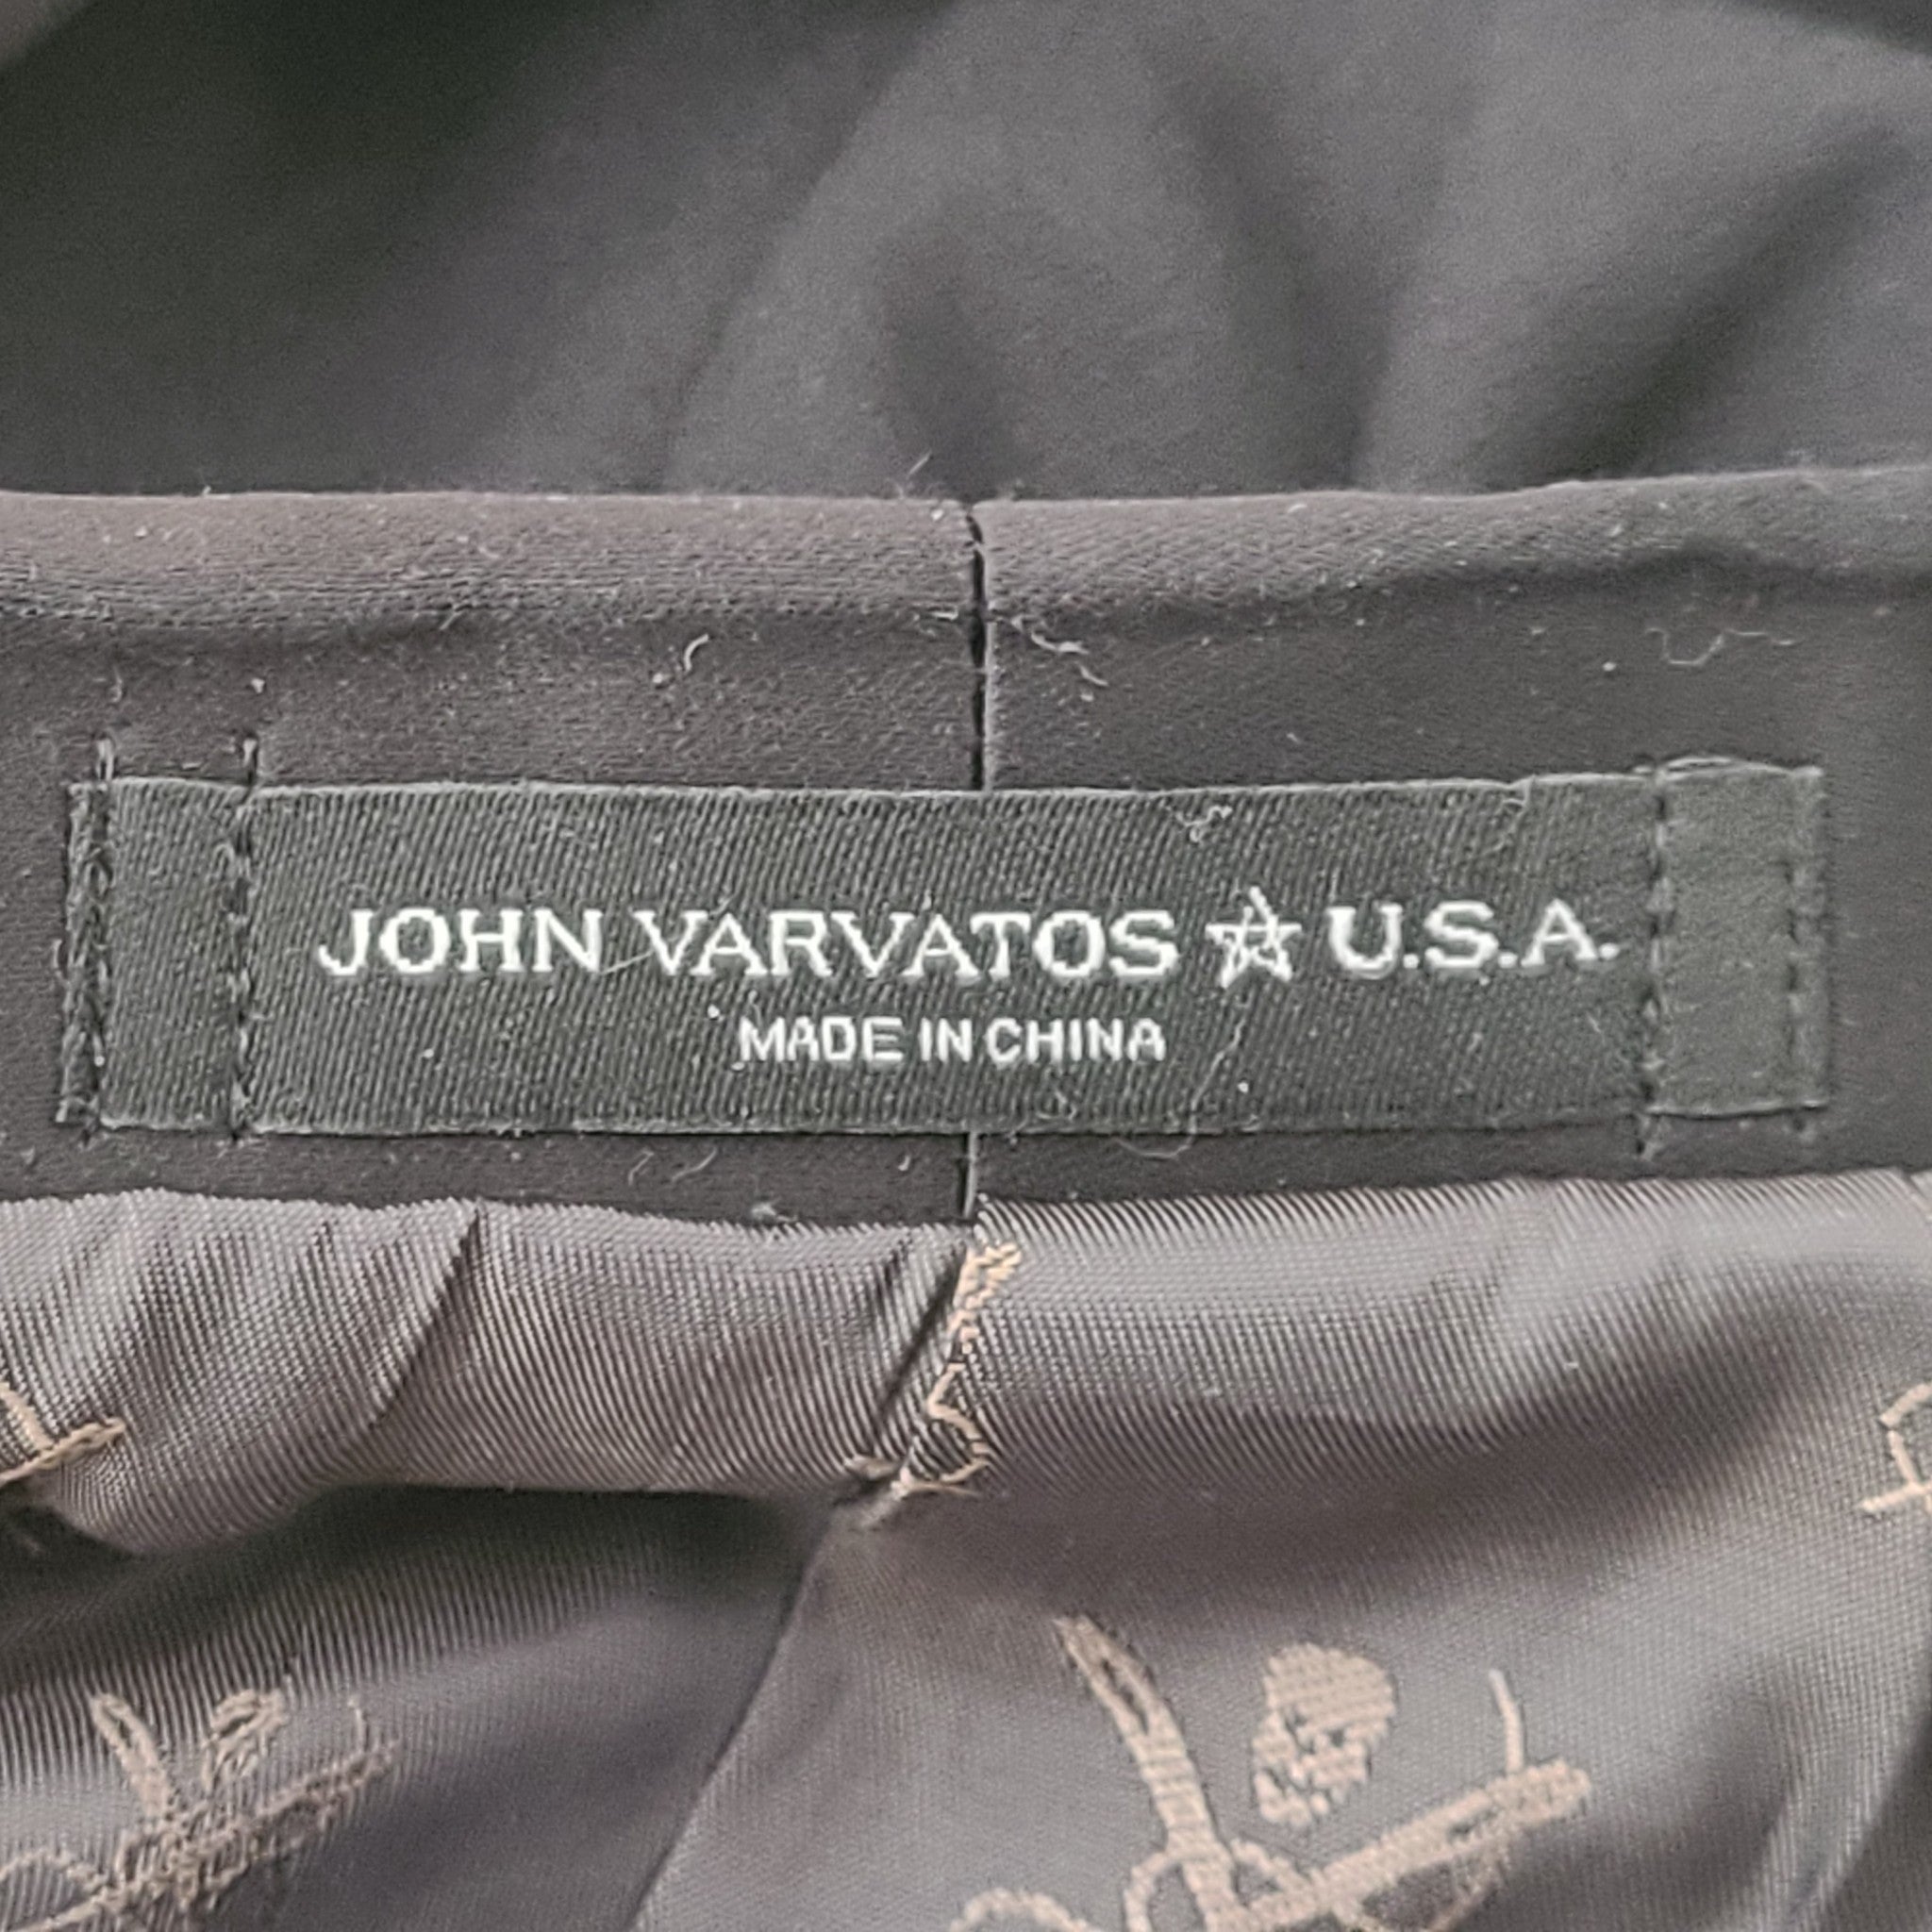 JOHN VARVATOS ☆ U.S.A.
MADE IN CHINA